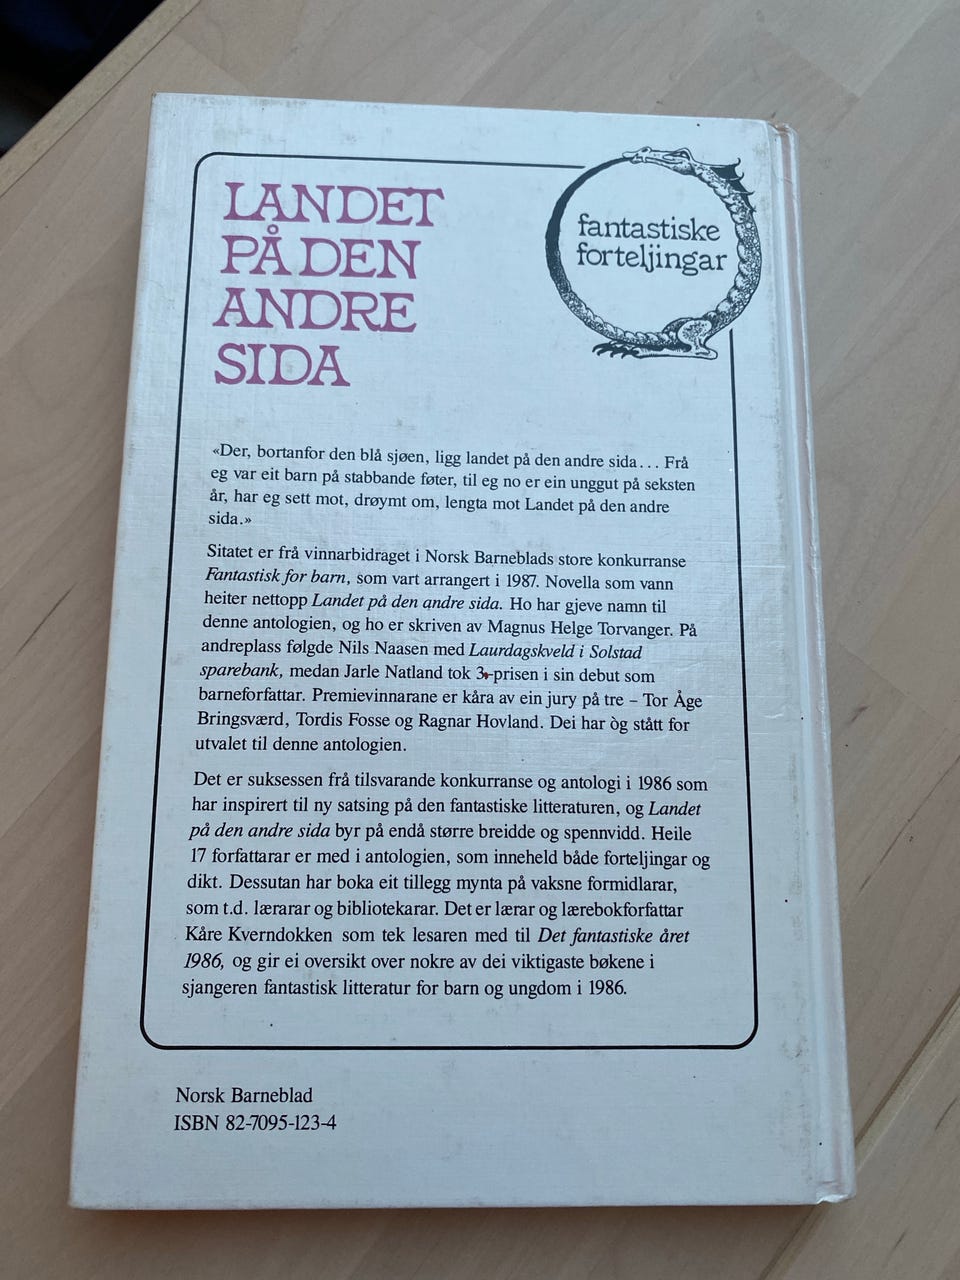 LANDET
PÅ DEN
ANDRE
SIDA
fantastiske
forteljingar
«Der, bortanfor den blå sjøen, ligg landet på den andre sida... Frå
eg var eit barn på stabbande føter, til eg no er ein unggut på seksten
år, har eg sett mot, drøymt om, lengta mot Landet på den andre
sida.»
Sitatet er frå vinnarbidraget i Norsk Barneblads store konkurranse
Fantastisk for barn, som vart arrangert i 1987. Novella som vann
heiter nettopp Landet på den andre sida. Ho har gjeve namn til
denne antologien, og ho er skriven av Magnus Helge Torvanger. På
andreplass følgde Nils Naasen med Laurdagskveld i Solstad
sparebank, medan Jarle Natland tok 3.-prisen i sin debut som
barneforfattar. Premievinnarane er kåra av ein jury på tre – Tor Åge
Bringsværd, Tordis Fosse og Ragnar Hovland. Dei har òg stått for
utvalet til denne antologien.
Det er suksessen frå tilsvarande konkurranse og antologi i 1986 som
har inspirert til ny satsing på den fantastiske litteraturen, og Landet
på den andre sida byr på endå større breidde og spennvidd. Heile
17 forfattarar er med i antologien, som inneheld både forteljingar og
dikt. Dessutan har boka eit tillegg mynta på vaksne formidlarar,
som t.d. lærarar og bibliotekarar. Det er lærar og lærebokforfattar
Kåre Kverndokken som tek lesaren med til Det fantastiske året
1986, og gir ei oversikt over nokre av dei viktigaste bøkene i
sjangeren fantastisk litteratur for barn og ungdom i 1986.
Norsk Barneblad
ISBN 82-7095-123-4